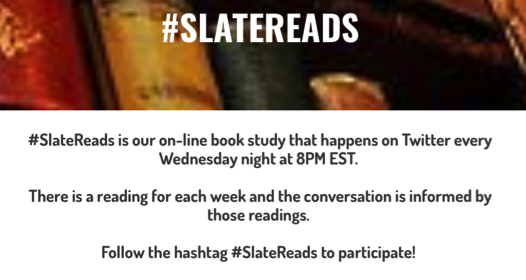 #SLATEREADS
#SlateReads is our on-line book study that happens on Twitter every
Wednesday night at 8PM EST.
There is a reading for each week and the conversation is informed by
those readings.
Follow the hashtag #SlateReads to participate!